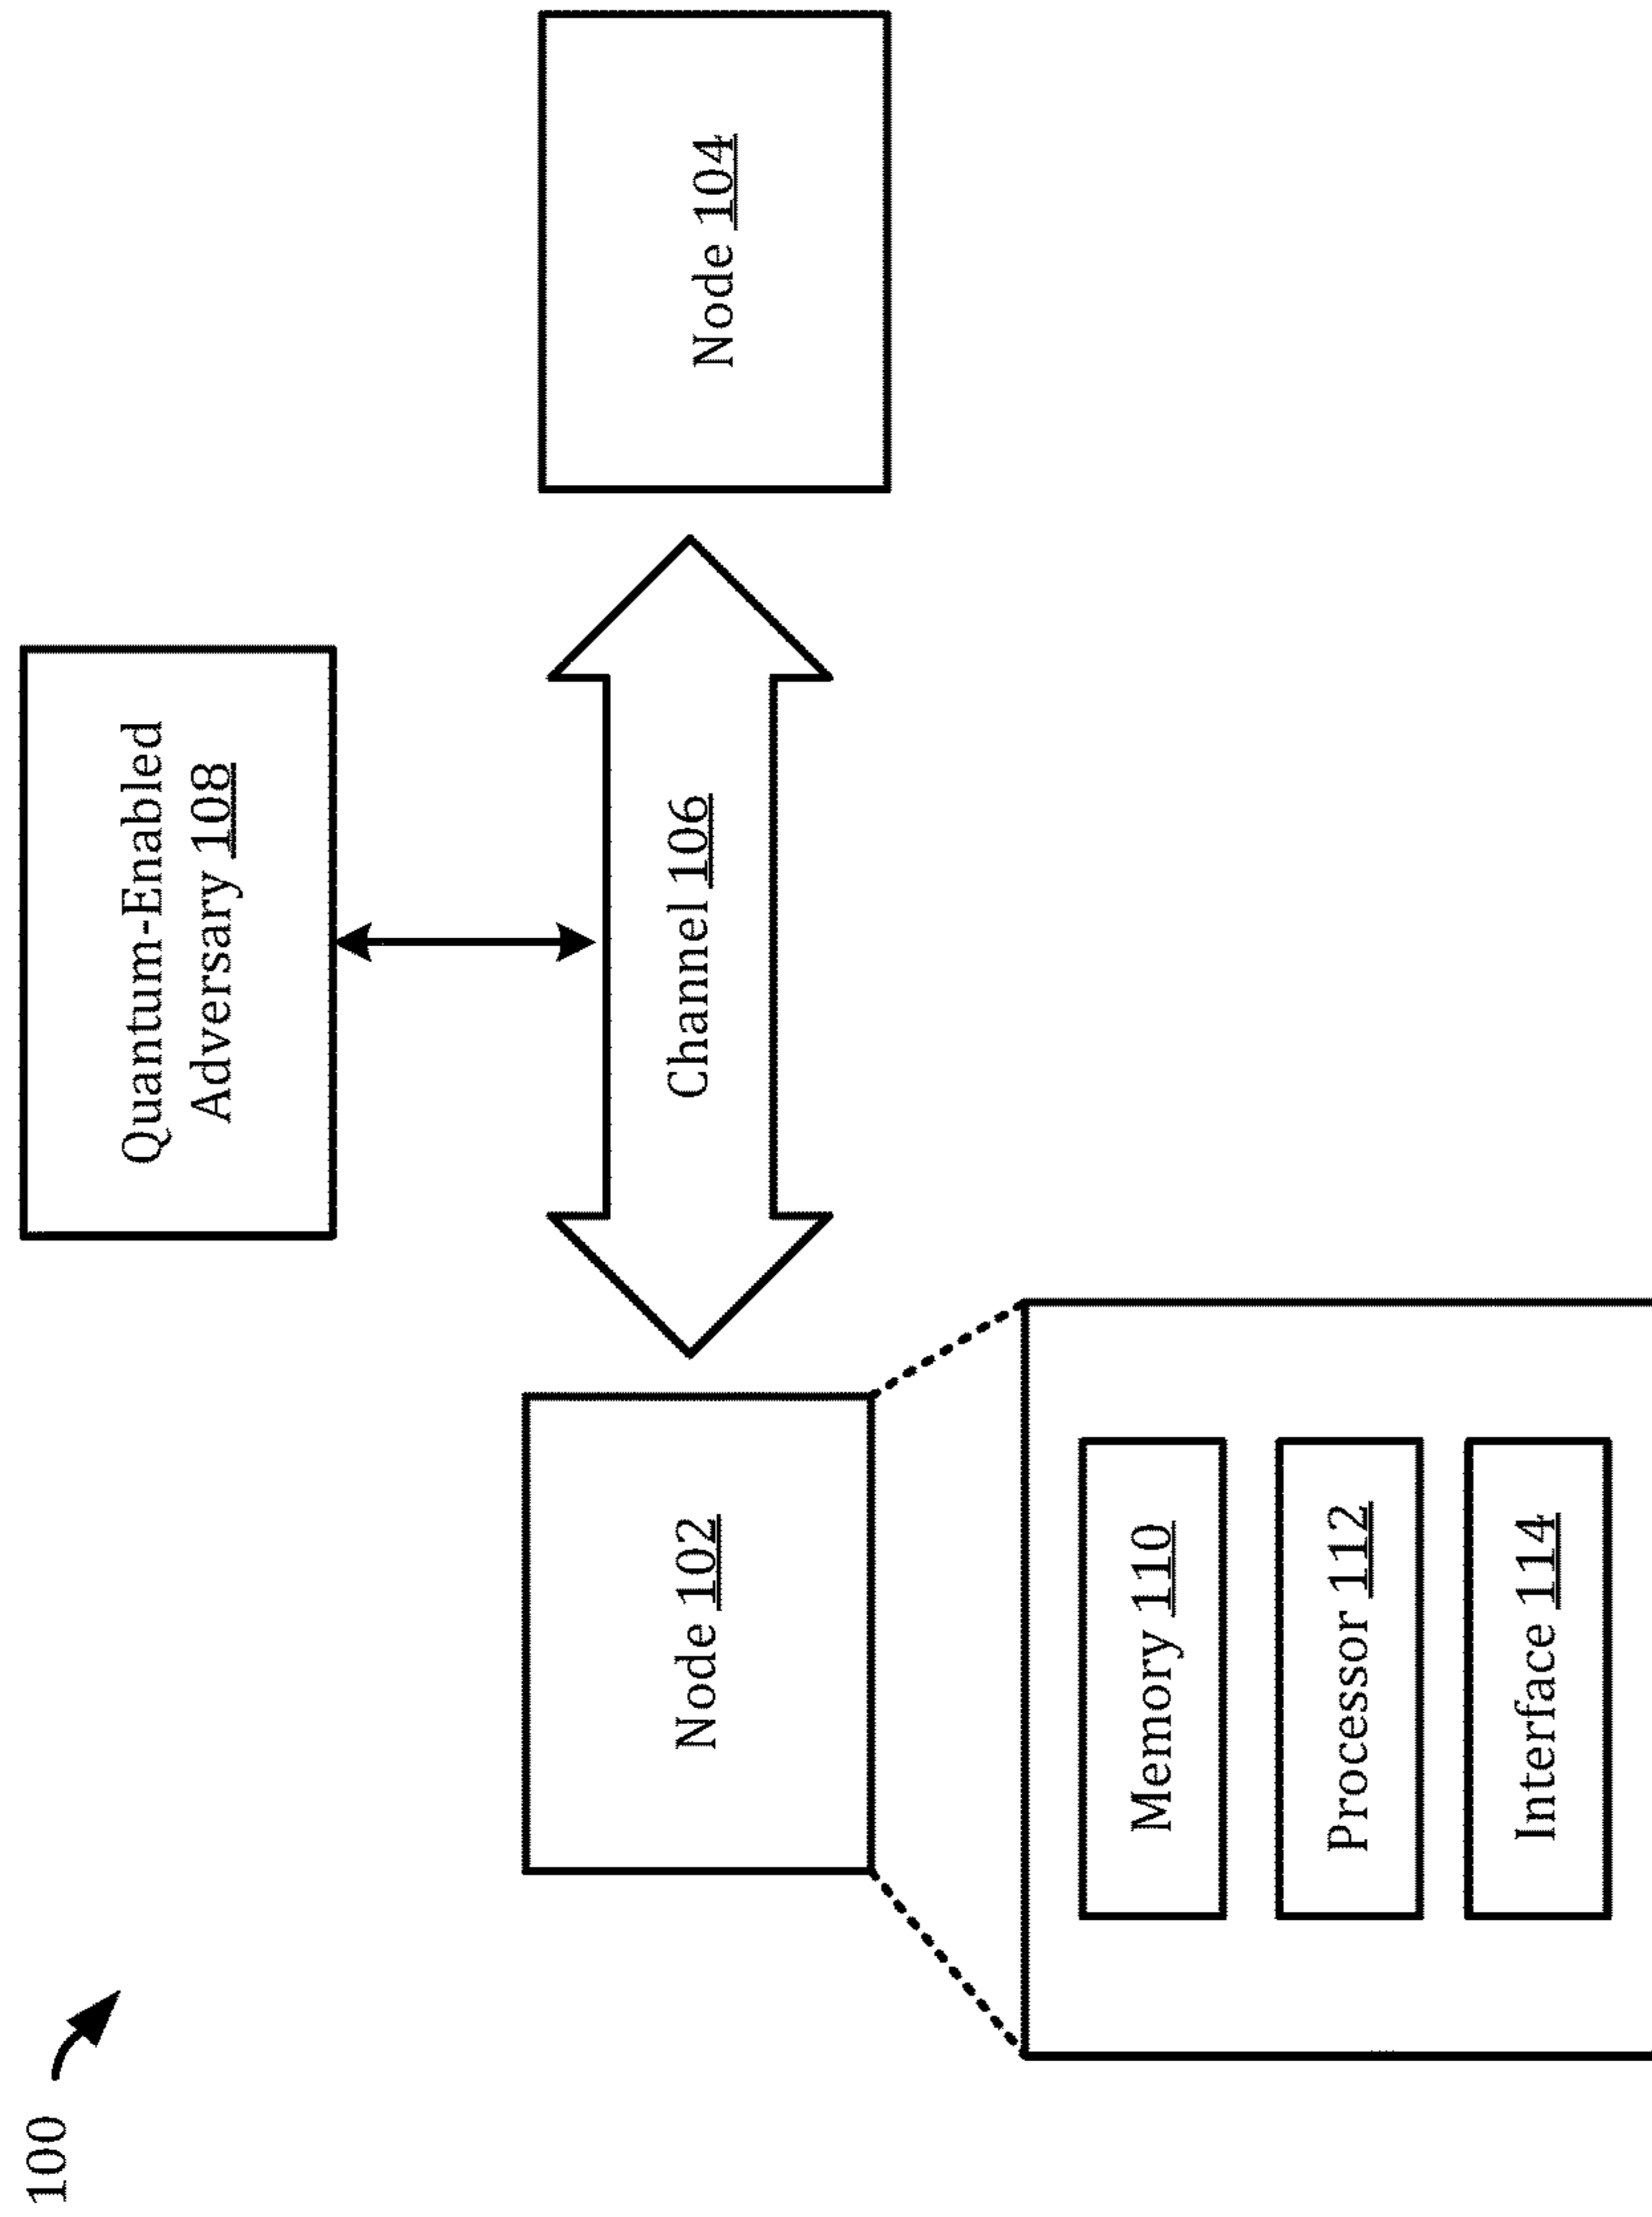 100
Quantum-Enabled
Adversary 108
Node 102
Channel 106
Node 104
Memory 110
Processor 112
Interface 114